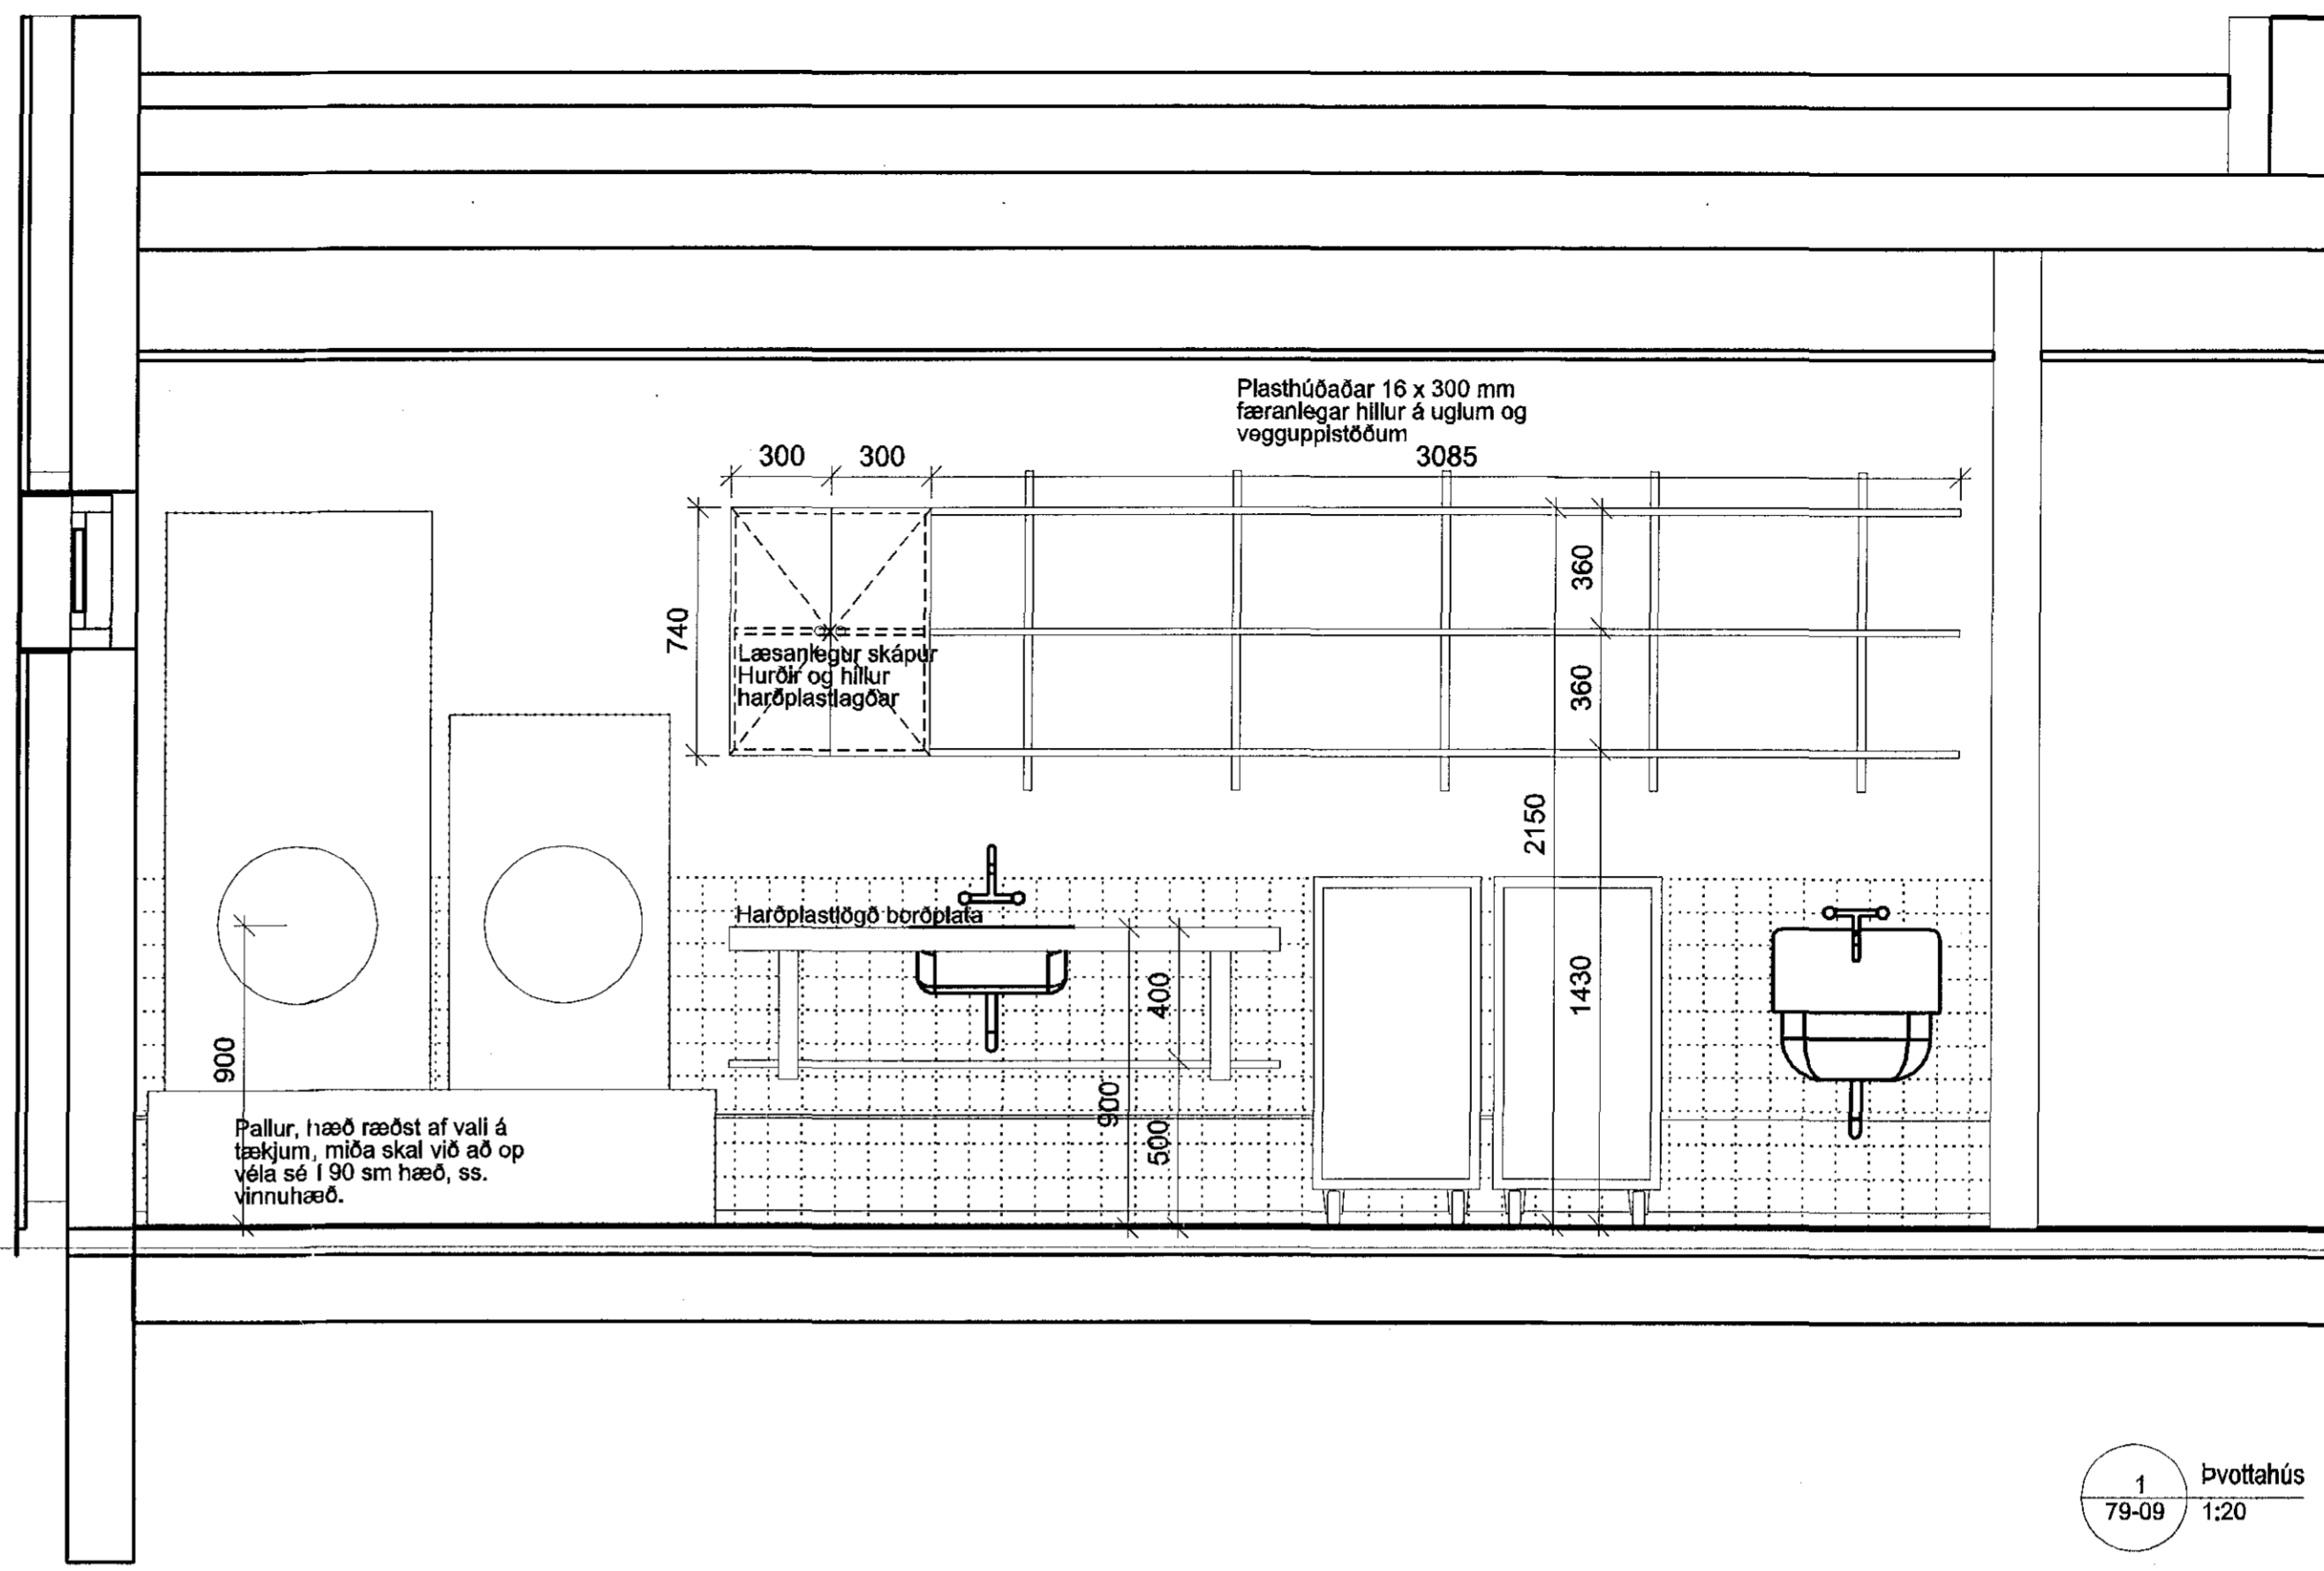 Plasthúðaðar 16 x 300 mm
færanlegar hillur á uglum og
vegguppistöðum
300
300
3085
740
360
360
Læsanlegur skápur
Hurðir og hillur
harðplastlagðar
2150
1430
Harðplastlögð borðplata
400
900
900
500
Pallur, hæð ræðst af vali á
tækjum, miða skal við að op
véla sé í 90 sm hæð, ss.
vinnuhæð.
1
79-09
Þvottahús
1:20